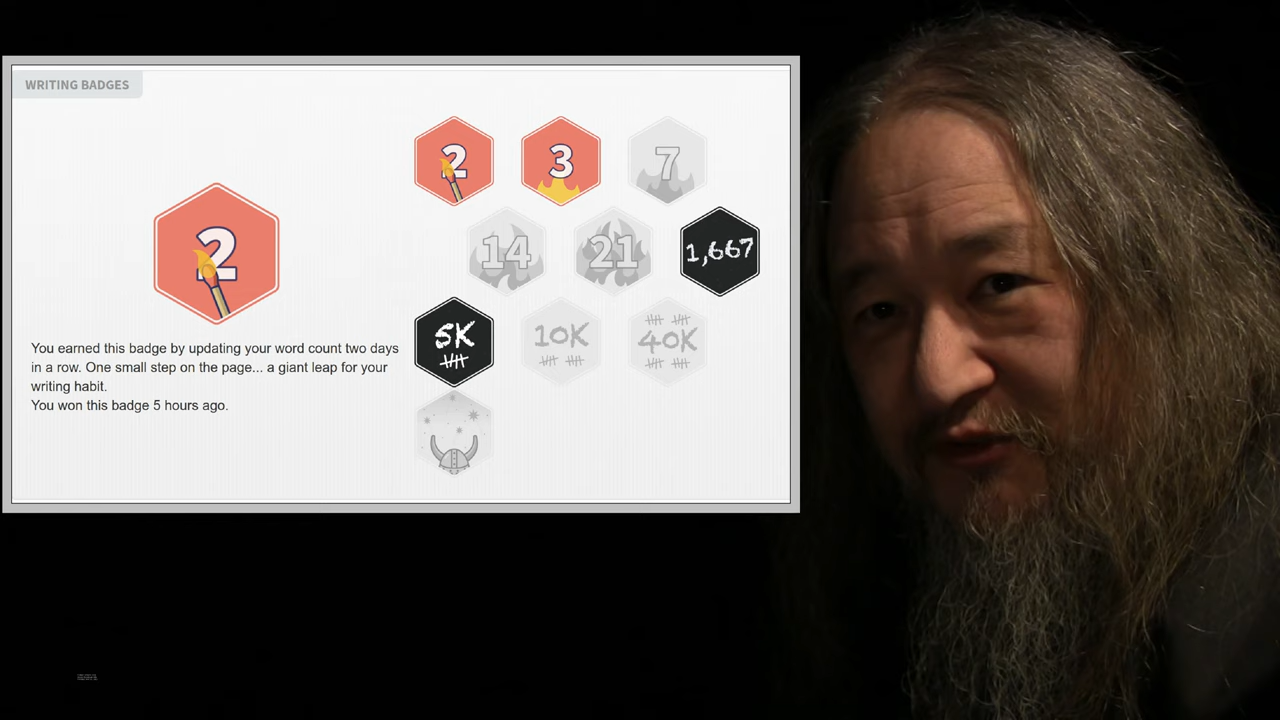 WRITING BADGES
2
3
7
14
21
1,667
2
5K
10K
40K
You earned this badge by updating your word count two days
in a row. One small step on the page... a giant leap for your
writing habit.
You won this badge 5 hours ago.